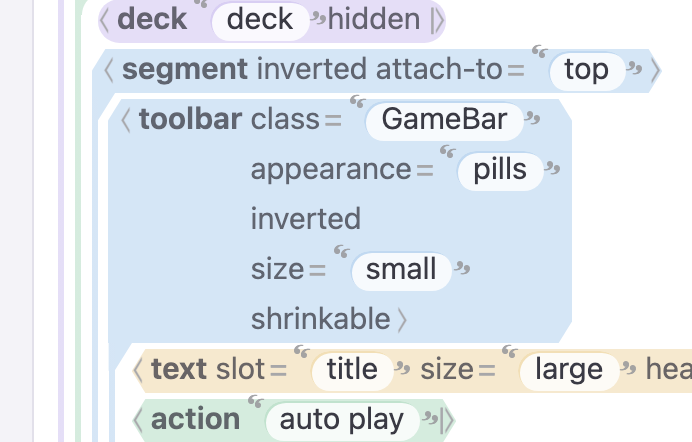 ⟨ deck “ deck ” hidden |⟩
⟨ segment inverted attach-to= “ top ” ⟩
⟨ toolbar class= “ GameBar ”
appearance= “ pills ”
inverted
size= “ small ”
shrinkable ⟩
⟨ text slot= “ title ” size= “ large ” hea
⟨ action “ auto play ” |⟩